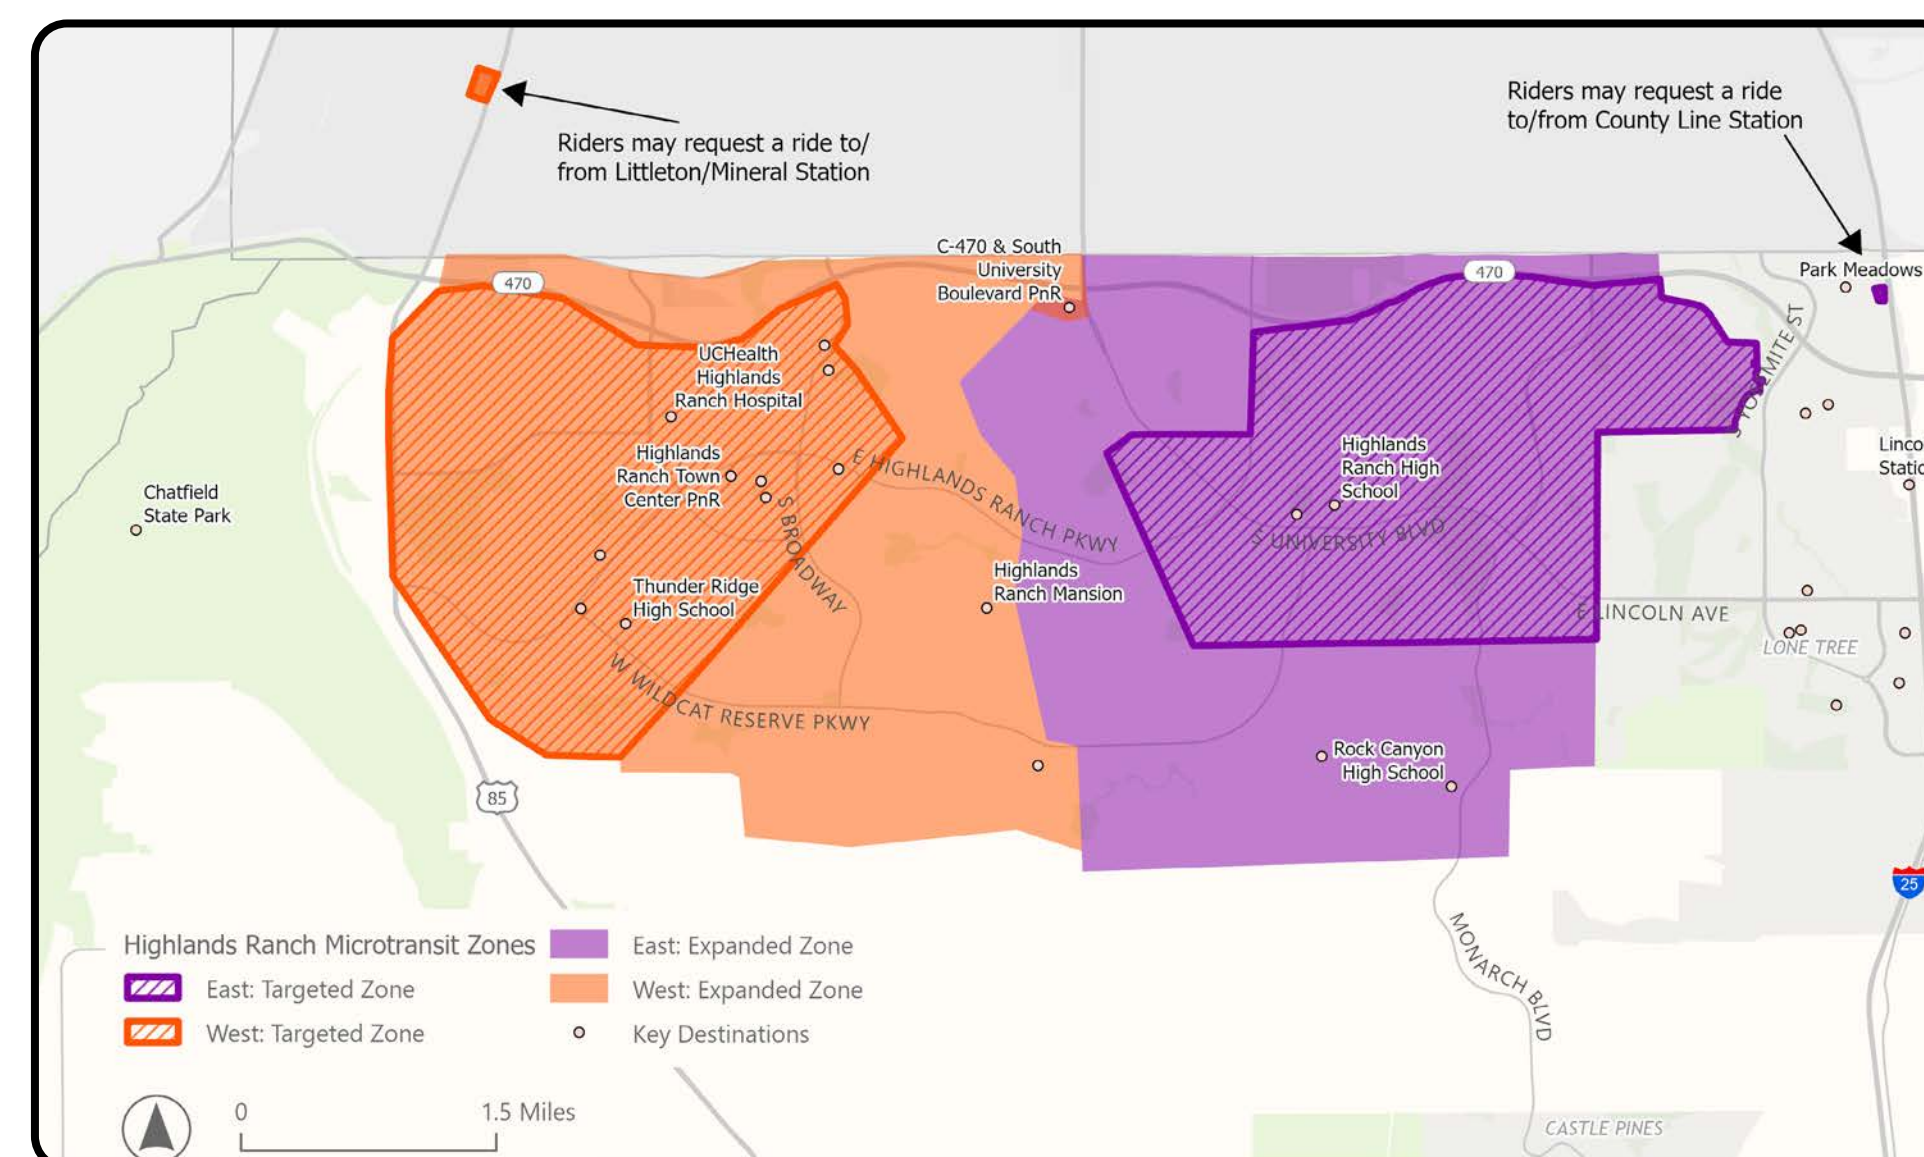 Riders may request a ride
to/from County Line Station
Riders may request a ride to/
from Littleton/Mineral Station
C-470 & South
University
Boulevard PnR
470
470
Park Meadows
S YOSEMITE ST
UCHealth
Highlands
Ranch Hospital
Highlands
Ranch Town
Center PnR
E HIGHLANDS RANCH PKWY
S BROADWAY
Highlands
Ranch High
School
S UNIVERSITY BLVD
Chatfield
State Park
Thunder Ridge
High School
Highlands
Ranch Mansion
E LINCOLN AVE
LONE TREE
W WILDCAT RESERVE PKWY
Rock Canyon
High School
85
25
MONARCH BLVD
CASTLE PINES
Highlands Ranch Microtransit Zones
East: Targeted Zone
West: Targeted Zone
East: Expanded Zone
West: Expanded Zone
Key Destinations
0
1.5 Miles